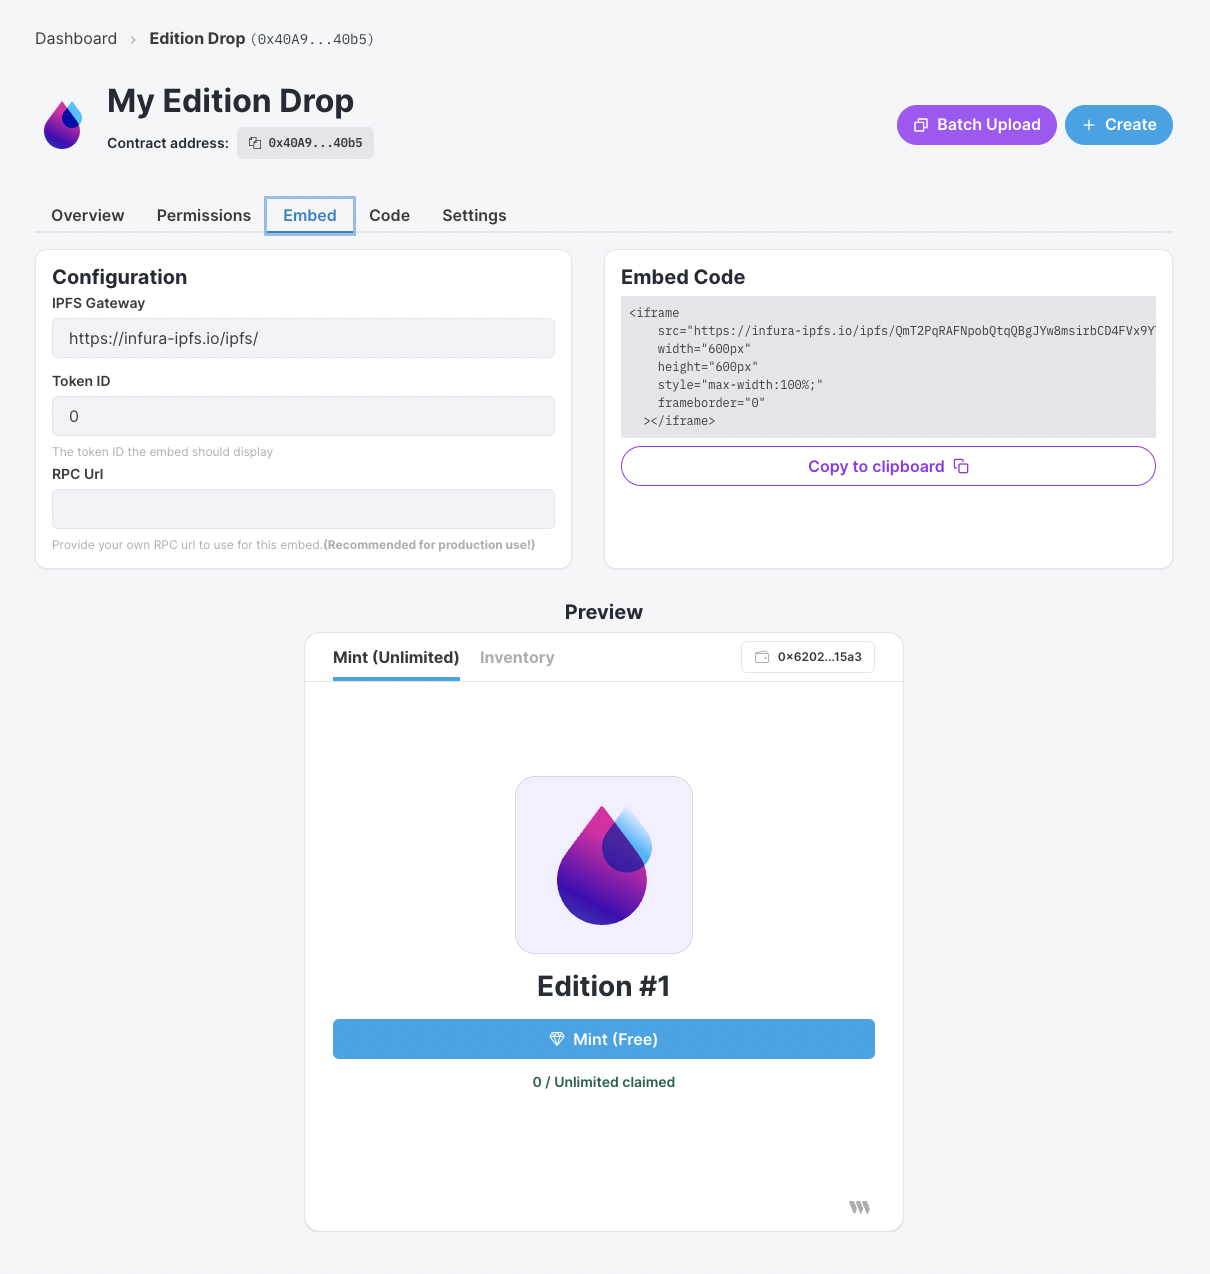 Dashboard > Edition Drop (0x40A9...40b5)
My Edition Drop
Contract address: 0x40A9...40b5
Batch Upload
+ Create
Overview Permissions Embed Code Settings
Configuration
IPFS Gateway
https://infura-ipfs.io/ipfs/
Token ID
0
The token ID the embed should display
RPC Url
Provide your own RPC url to use for this embed.(Recommended for production use!)
Embed Code
<iframe
src="https://infura-ipfs.io/ipfs/QmT2PqRAFNpobQtqQBgJYw8msirbCD4FVx9Y
width="600px"
height="600px"
style="max-width:100%;"
frameborder="0"
></iframe>
Copy to clipboard
Preview
Mint (Unlimited) Inventory 0x6202...15a3
Edition #1
Mint (Free)
0 / Unlimited claimed